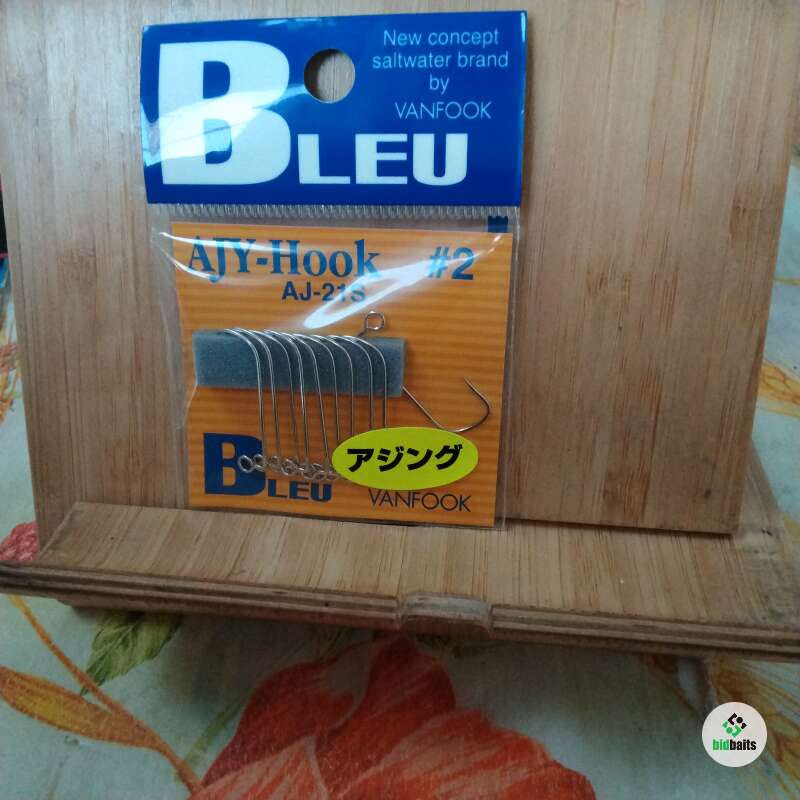 BLEU
New concept
saltwater brand
by
VANFOOK
AJY-Hook #2
AJ-21S
アジング
BLEU
VANFOOK
bidbaits